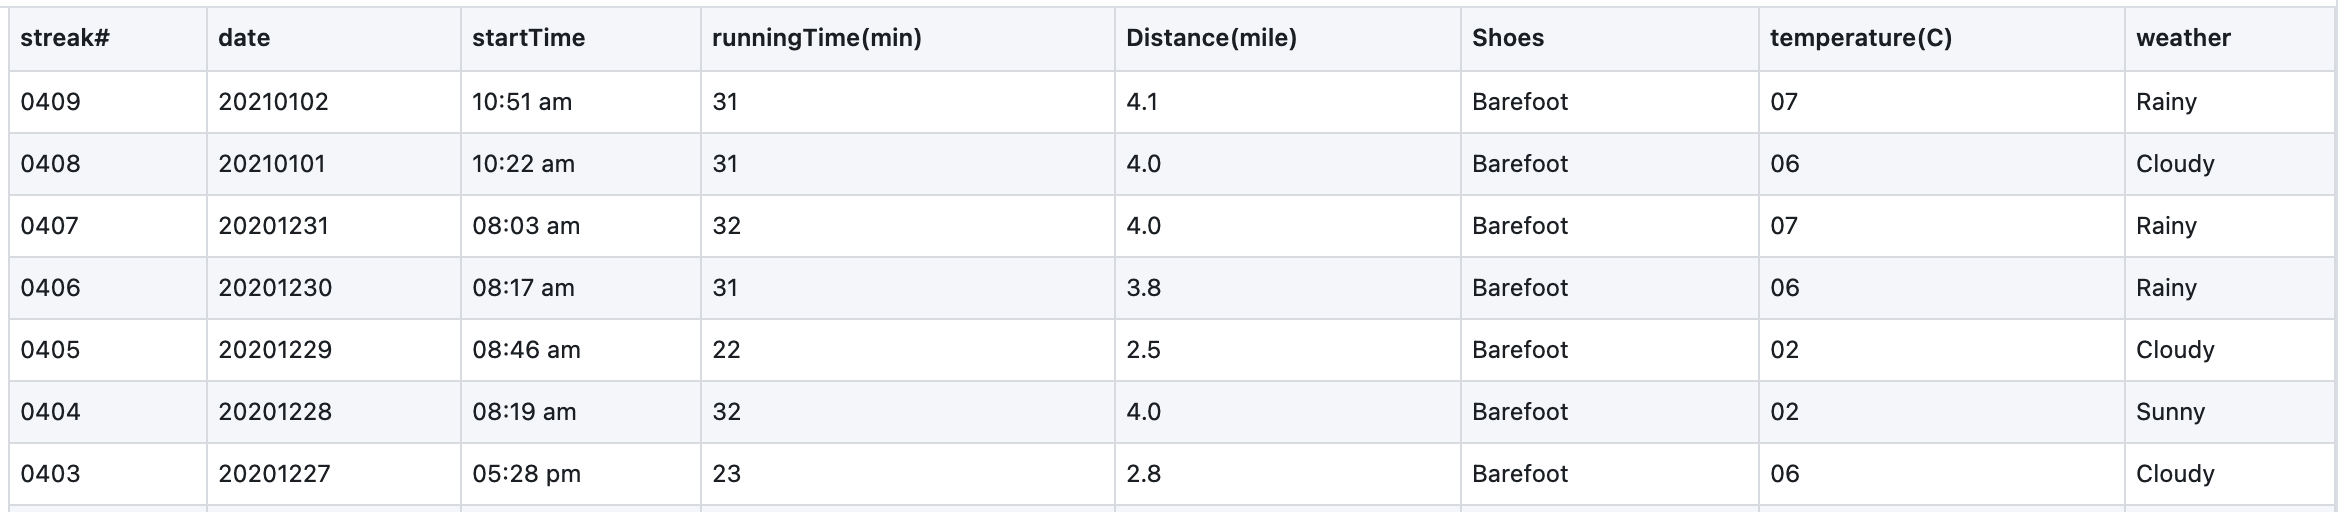 streak# date startTime runningTime(min) Distance(mile) Shoes temperature(C) weather
0409 20210102 10:51 am 31 4.1 Barefoot 07 Rainy
0408 20210101 10:22 am 31 4.0 Barefoot 06 Cloudy
0407 20201231 08:03 am 32 4.0 Barefoot 07 Rainy
0406 20201230 08:17 am 31 3.8 Barefoot 06 Rainy
0405 20201229 08:46 am 22 2.5 Barefoot 02 Cloudy
0404 20201228 08:19 am 32 4.0 Barefoot 02 Sunny
0403 20201227 05:28 pm 23 2.8 Barefoot 06 Cloudy